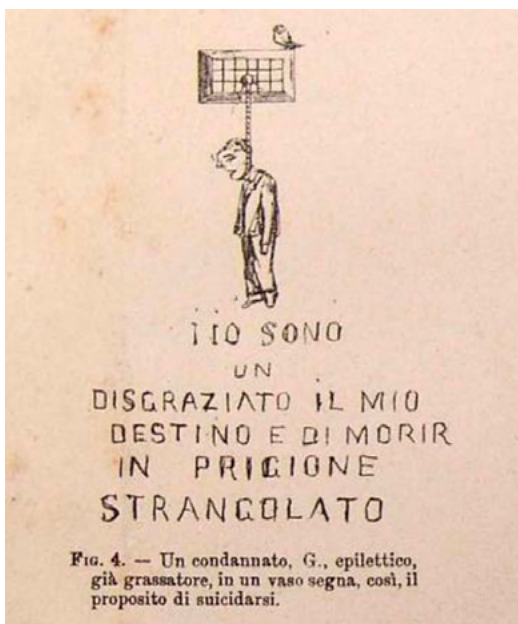 IIO SONO
UN
DISGRAZIATO IL MIO
DESTINO E DI MORIR
IN PRIGIONE
STRANGOLATO
FIG. 4. — Un condannato, G., epilettico,
già grassatore, in un vaso segna, così, il
proposito di suicidarsi.